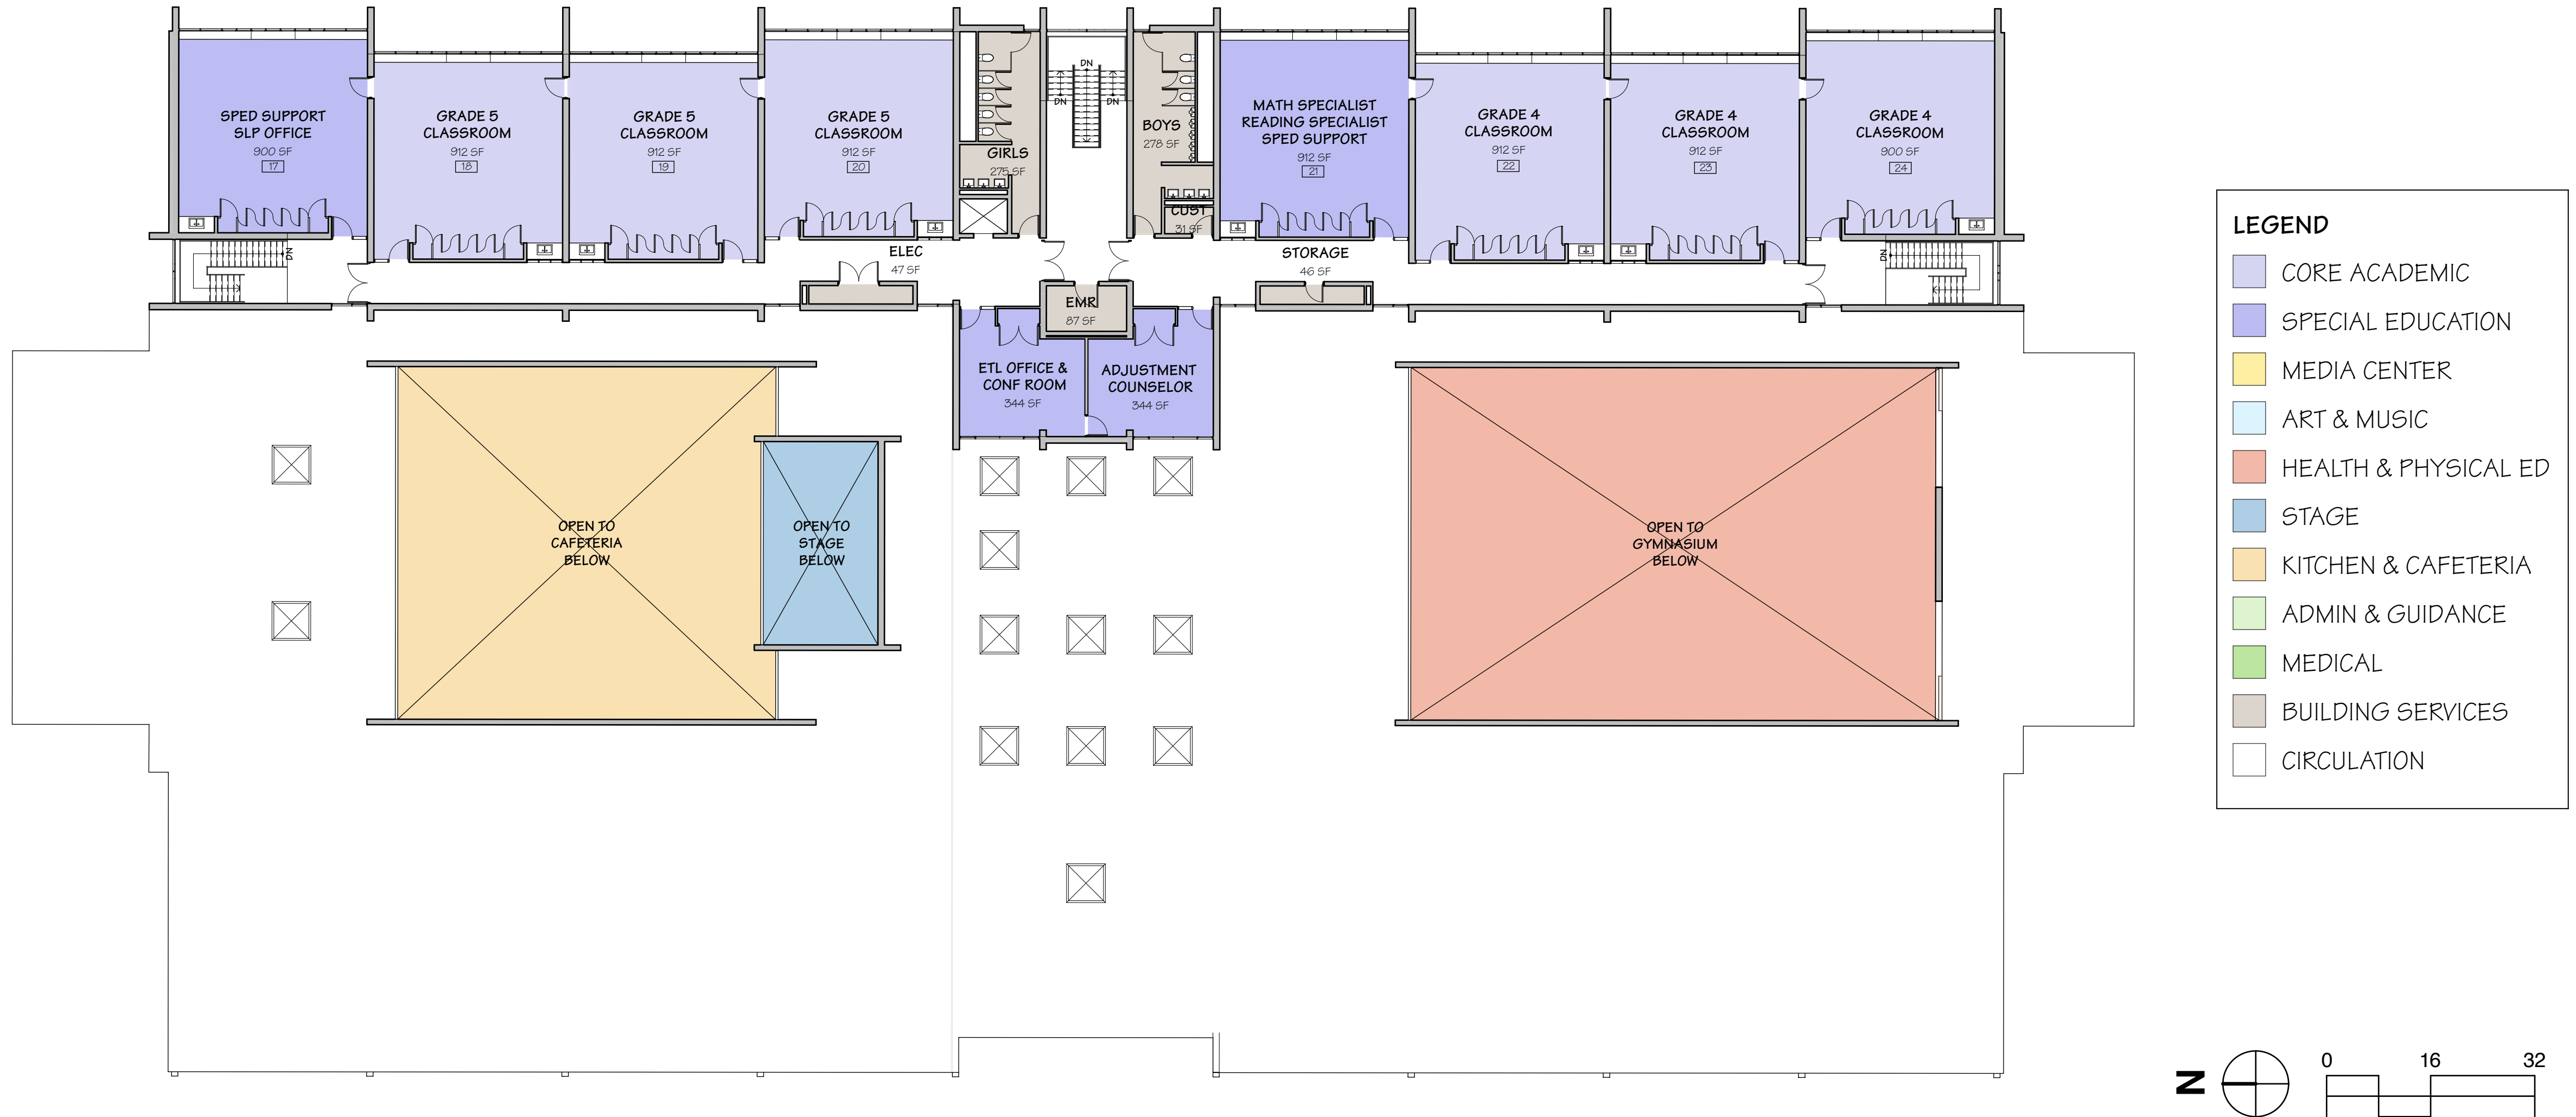 SPED SUPPORT
SLP OFFICE
900 SF
17
GRADE 5
CLASSROOM
912 SF
18
GRADE 5
CLASSROOM
912 SF
19
GRADE 5
CLASSROOM
912 SF
20
GIRLS
275 SF
DN
DN
DN
BOYS
278 SF
CUST
31 SF
MATH SPECIALIST
READING SPECIALIST
SPED SUPPORT
912 SF
21
GRADE 4
CLASSROOM
912 SF
22
GRADE 4
CLASSROOM
912 SF
23
GRADE 4
CLASSROOM
900 SF
24
DN
ELEC
47 SF
STORAGE
46 SF
DN
EMR
87 SF
ETL OFFICE &
CONF ROOM
344 SF
ADJUSTMENT
COUNSELOR
344 SF
OPEN TO
CAFETERIA
BELOW
OPEN TO
STAGE
BELOW
OPEN TO
GYMNASIUM
BELOW
LEGEND
CORE ACADEMIC
SPECIAL EDUCATION
MEDIA CENTER
ART & MUSIC
HEALTH & PHYSICAL ED
STAGE
KITCHEN & CAFETERIA
ADMIN & GUIDANCE
MEDICAL
BUILDING SERVICES
CIRCULATION
N
0 16 32